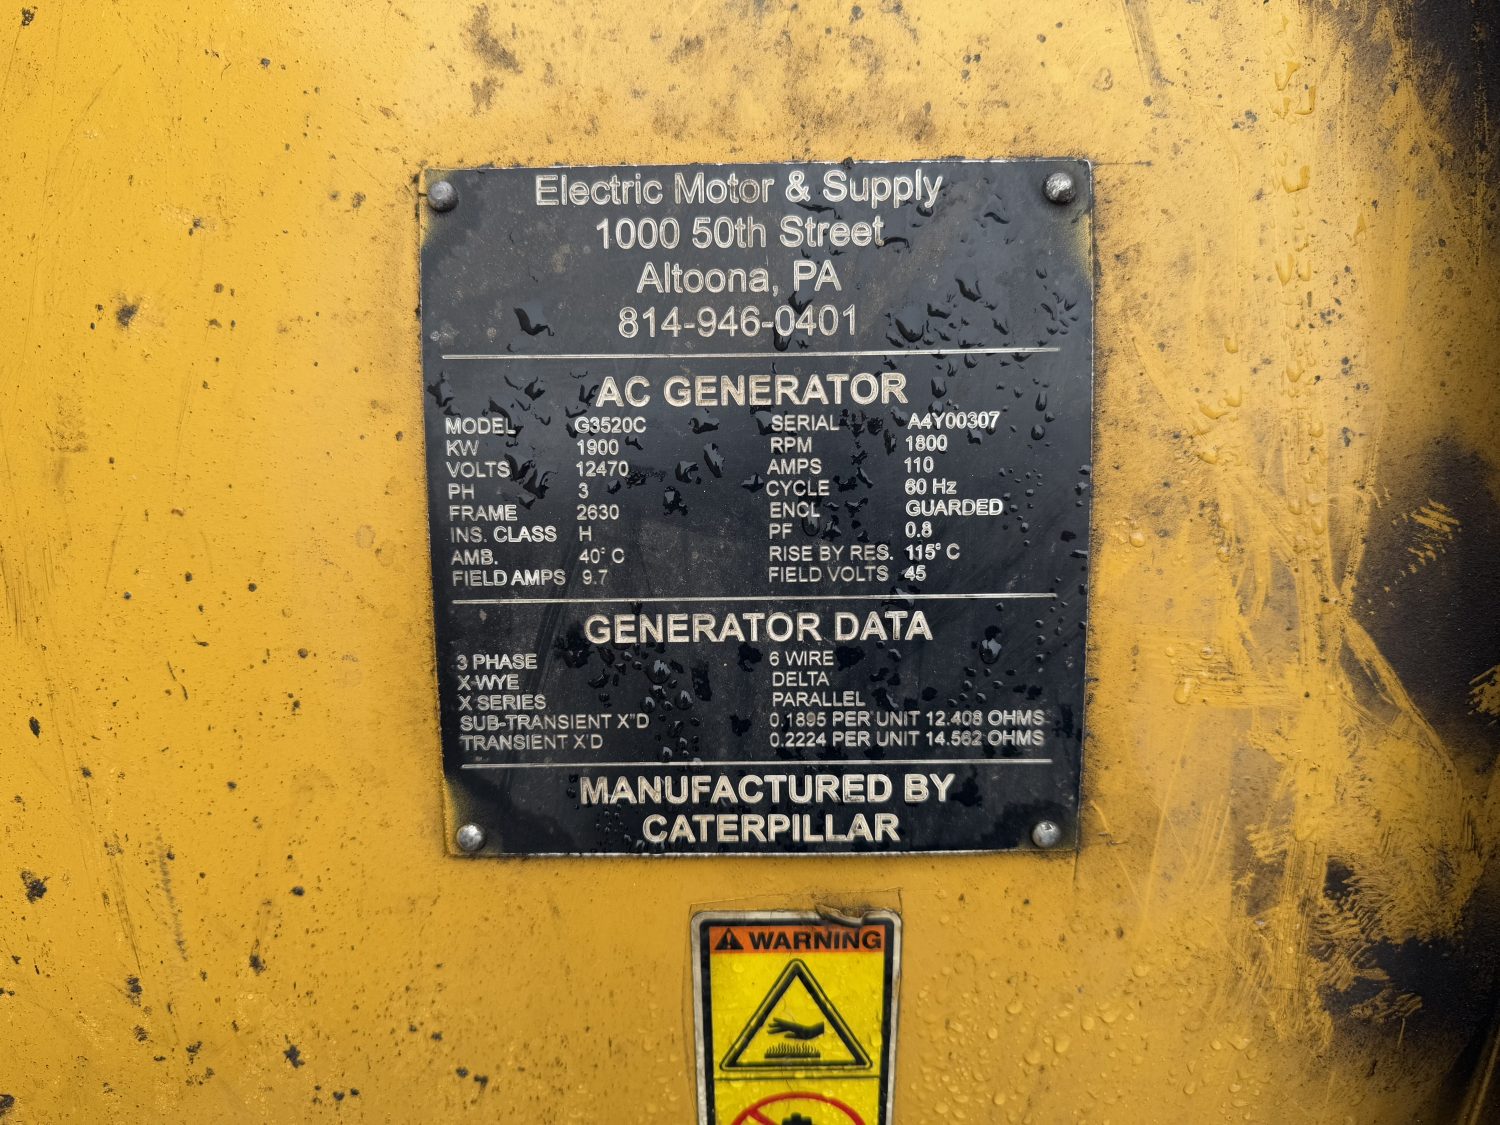 Electric Motor & Supply
1000 50th Street
Altoona, PA
814-946-0401
AC GENERATOR
MODEL G3520C SERIAL A4Y00307
KW 1900 RPM 1800
VOLTS 12470 AMPS 110
PH 3 CYCLE 60 Hz
FRAME 2630 ENCL GUARDED
INS. CLASS H PF 0.8
AMB. 40° C RISE BY RES. 115° C
FIELD AMPS 9.7 FIELD VOLTS 45
GENERATOR DATA
3 PHASE 6 WIRE
X-WYE DELTA
X SERIES PARALLEL
SUB-TRANSIENT X"D 0.1895 PER UNIT 12.408 OHMS
TRANSIENT X'D 0.2224 PER UNIT 14.562 OHMS
MANUFACTURED BY
CATERPILLAR
WARNING